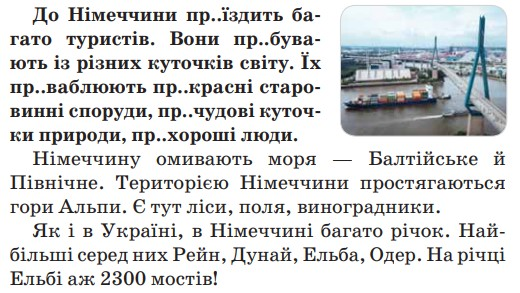 До Німеччини пр..їздить ба-
гато туристів. Вони пр..бува-
ють із різних куточків світу. Їх
пр..ваблюють пр..красні старо-
винні споруди, пр..чудові куточ-
ки природи, пр..хороші люди.
Німеччину омивають моря — Балтійське й
Північне. Територією Німеччини простягаються
гори Альпи. Є тут ліси, поля, виноградники.
Як і в Україні, в Німеччині багато річок. Най-
більші серед них Рейн, Дунай, Ельба, Одер. На річці
Ельбі аж 2300 мостів!